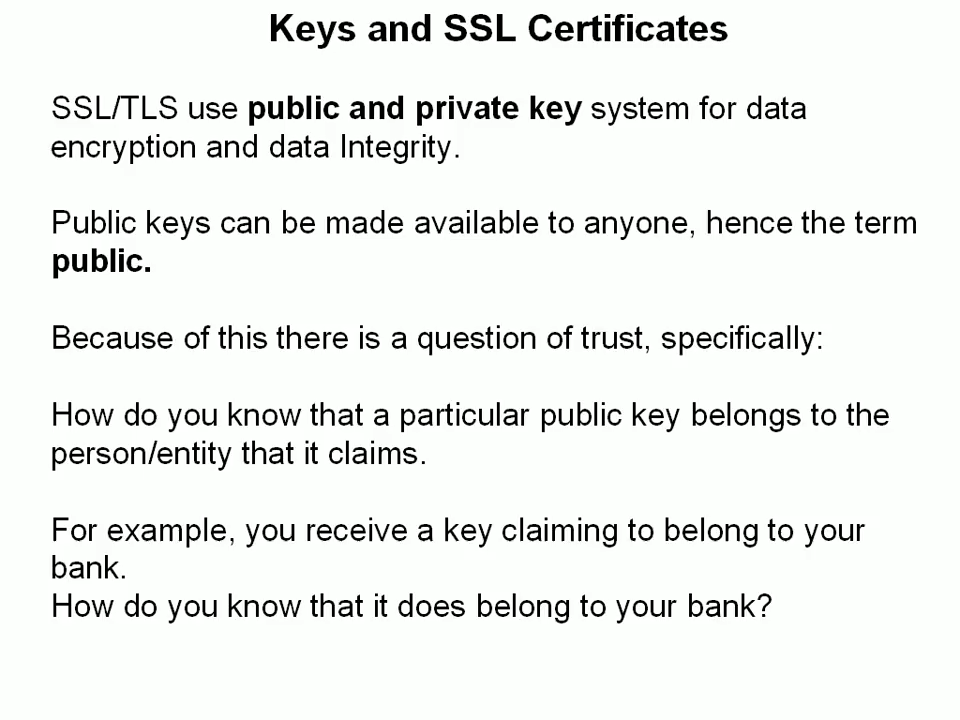 Keys and SSL Certificates
SSL/TLS use public and private key system for data
encryption and data Integrity.
Public keys can be made available to anyone, hence the term
public.
Because of this there is a question of trust, specifically:
How do you know that a particular public key belongs to the
person/entity that it claims.
For example, you receive a key claiming to belong to your
bank.
How do you know that it does belong to your bank?